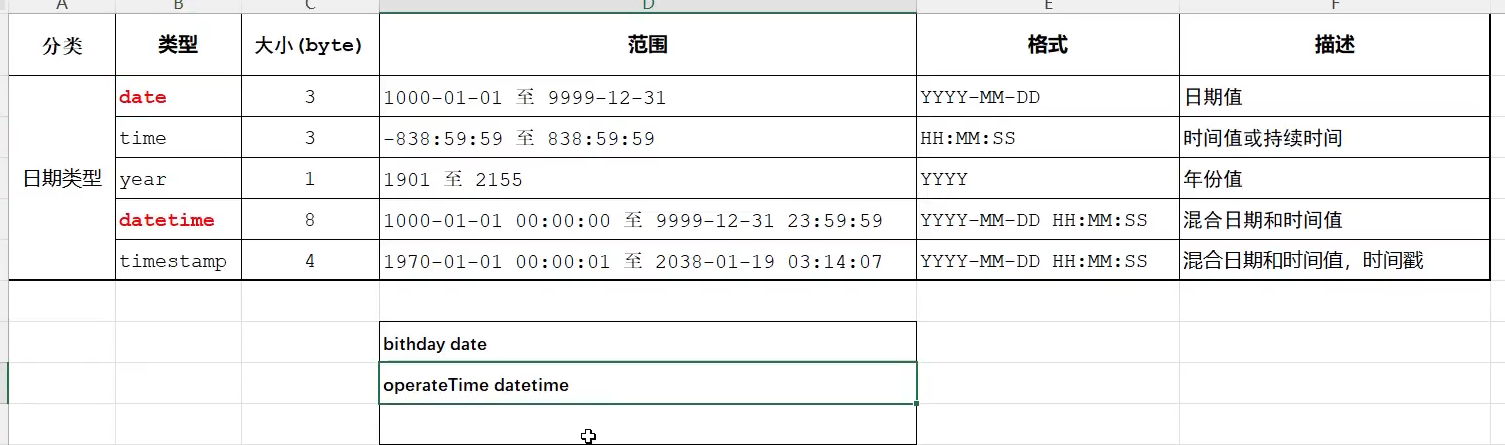 A B C D E F
分类 类型 大小(byte) 范围 格式 描述
日期类型
date 3 1000-01-01 至 9999-12-31 YYYY-MM-DD 日期值
time 3 -838:59:59 至 838:59:59 HH:MM:SS 时间值或持续时间
year 1 1901 至 2155 YYYY 年份值
datetime 8 1000-01-01 00:00:00 至 9999-12-31 23:59:59 YYYY-MM-DD HH:MM:SS 混合日期和时间值
timestamp 4 1970-01-01 00:00:01 至 2038-01-19 03:14:07 YYYY-MM-DD HH:MM:SS 混合日期和时间值，时间戳
bithday date
operateTime datetime